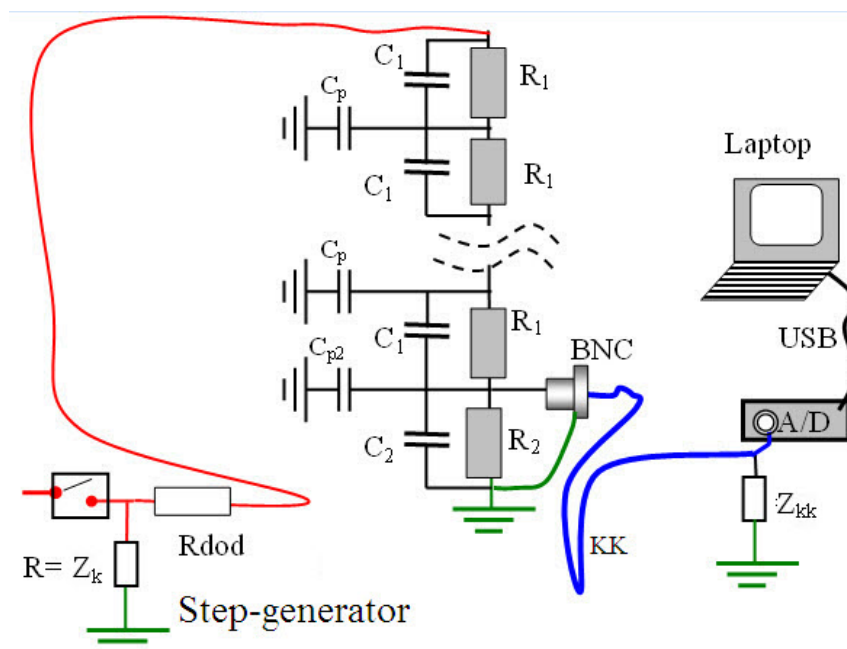 C1
R1
Cp
C1
R1
Laptop
Cp
R1
C1
USB
BNC
Cp2
A/D
R2
C2
Zkk
Rdod
KK
R= Zk
Step-generator